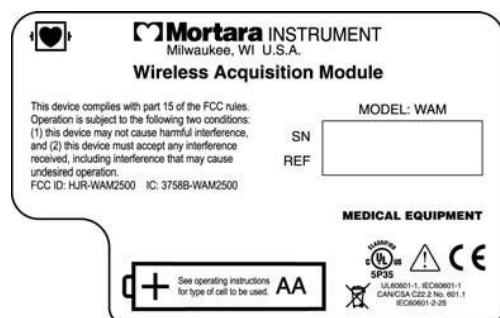 Mortara INSTRUMENT
Milwaukee, WI U.S.A.
Wireless Acquisition Module
This device complies with part 15 of the FCC rules.
Operation is subject to the following two conditions:
(1) this device may not cause harmful interference,
and (2) this device must accept any interference
received, including interference that may cause
undesired operation.
FCC ID: HJR-WAM2500 IC: 3758B-WAM2500
MODEL: WAM
SN
REF
MEDICAL EQUIPMENT
CLASSIFIED
C UL US
5P35
CE
UL60601-1, IEC60601-1
CAN/CSA C22.2 No. 601.1
IEC60601-2-25
+ See operating instructions AA
for type of cell to be used.